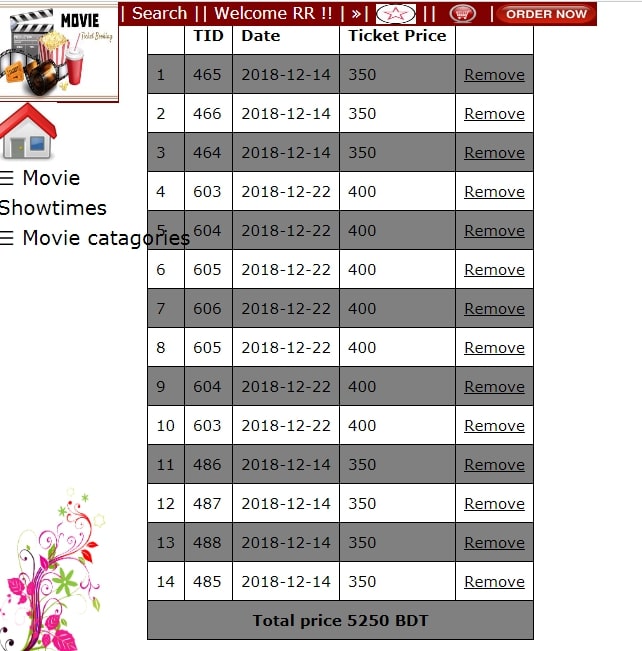 MOVIE
Ticket Booking
| Search || Welcome RR !! | »| || | ORDER NOW
☰ Movie
Showtimes
☰ Movie catagories
TID Date Ticket Price
1 465 2018-12-14 350 Remove
2 466 2018-12-14 350 Remove
3 464 2018-12-14 350 Remove
4 603 2018-12-22 400 Remove
5 604 2018-12-22 400 Remove
6 605 2018-12-22 400 Remove
7 606 2018-12-22 400 Remove
8 605 2018-12-22 400 Remove
9 604 2018-12-22 400 Remove
10 603 2018-12-22 400 Remove
11 486 2018-12-14 350 Remove
12 487 2018-12-14 350 Remove
13 488 2018-12-14 350 Remove
14 485 2018-12-14 350 Remove
Total price 5250 BDT